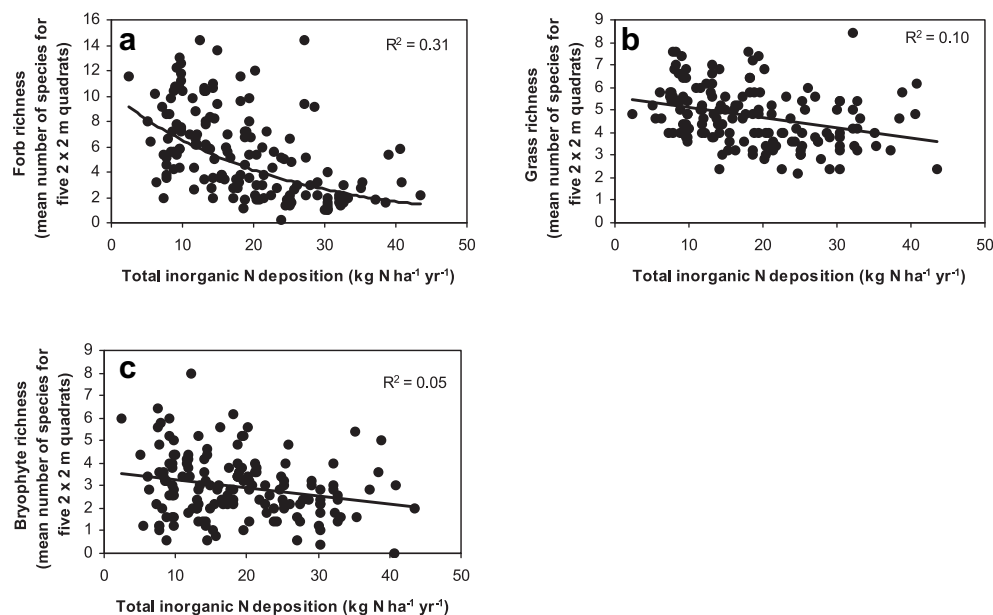 a
R² = 0.31
Forb richness
(mean number of species for
five 2 x 2 m quadrats)
16
14
12
10
8
6
4
2
0
0 10 20 30 40 50
Total inorganic N deposition (kg N ha⁻¹ yr⁻¹)
b
R² = 0.10
Grass richness
(mean number of species for
five 2 x 2 m quadrats)
9
8
7
6
5
4
3
2
1
0
0 10 20 30 40 50
Total inorganic N deposition (kg N ha⁻¹ yr⁻¹)
c
R² = 0.05
Bryophyte richness
(mean number of species for
five 2 x 2 m quadrats)
9
8
7
6
5
4
3
2
1
0
0 10 20 30 40 50
Total inorganic N deposition (kg N ha⁻¹ yr⁻¹)